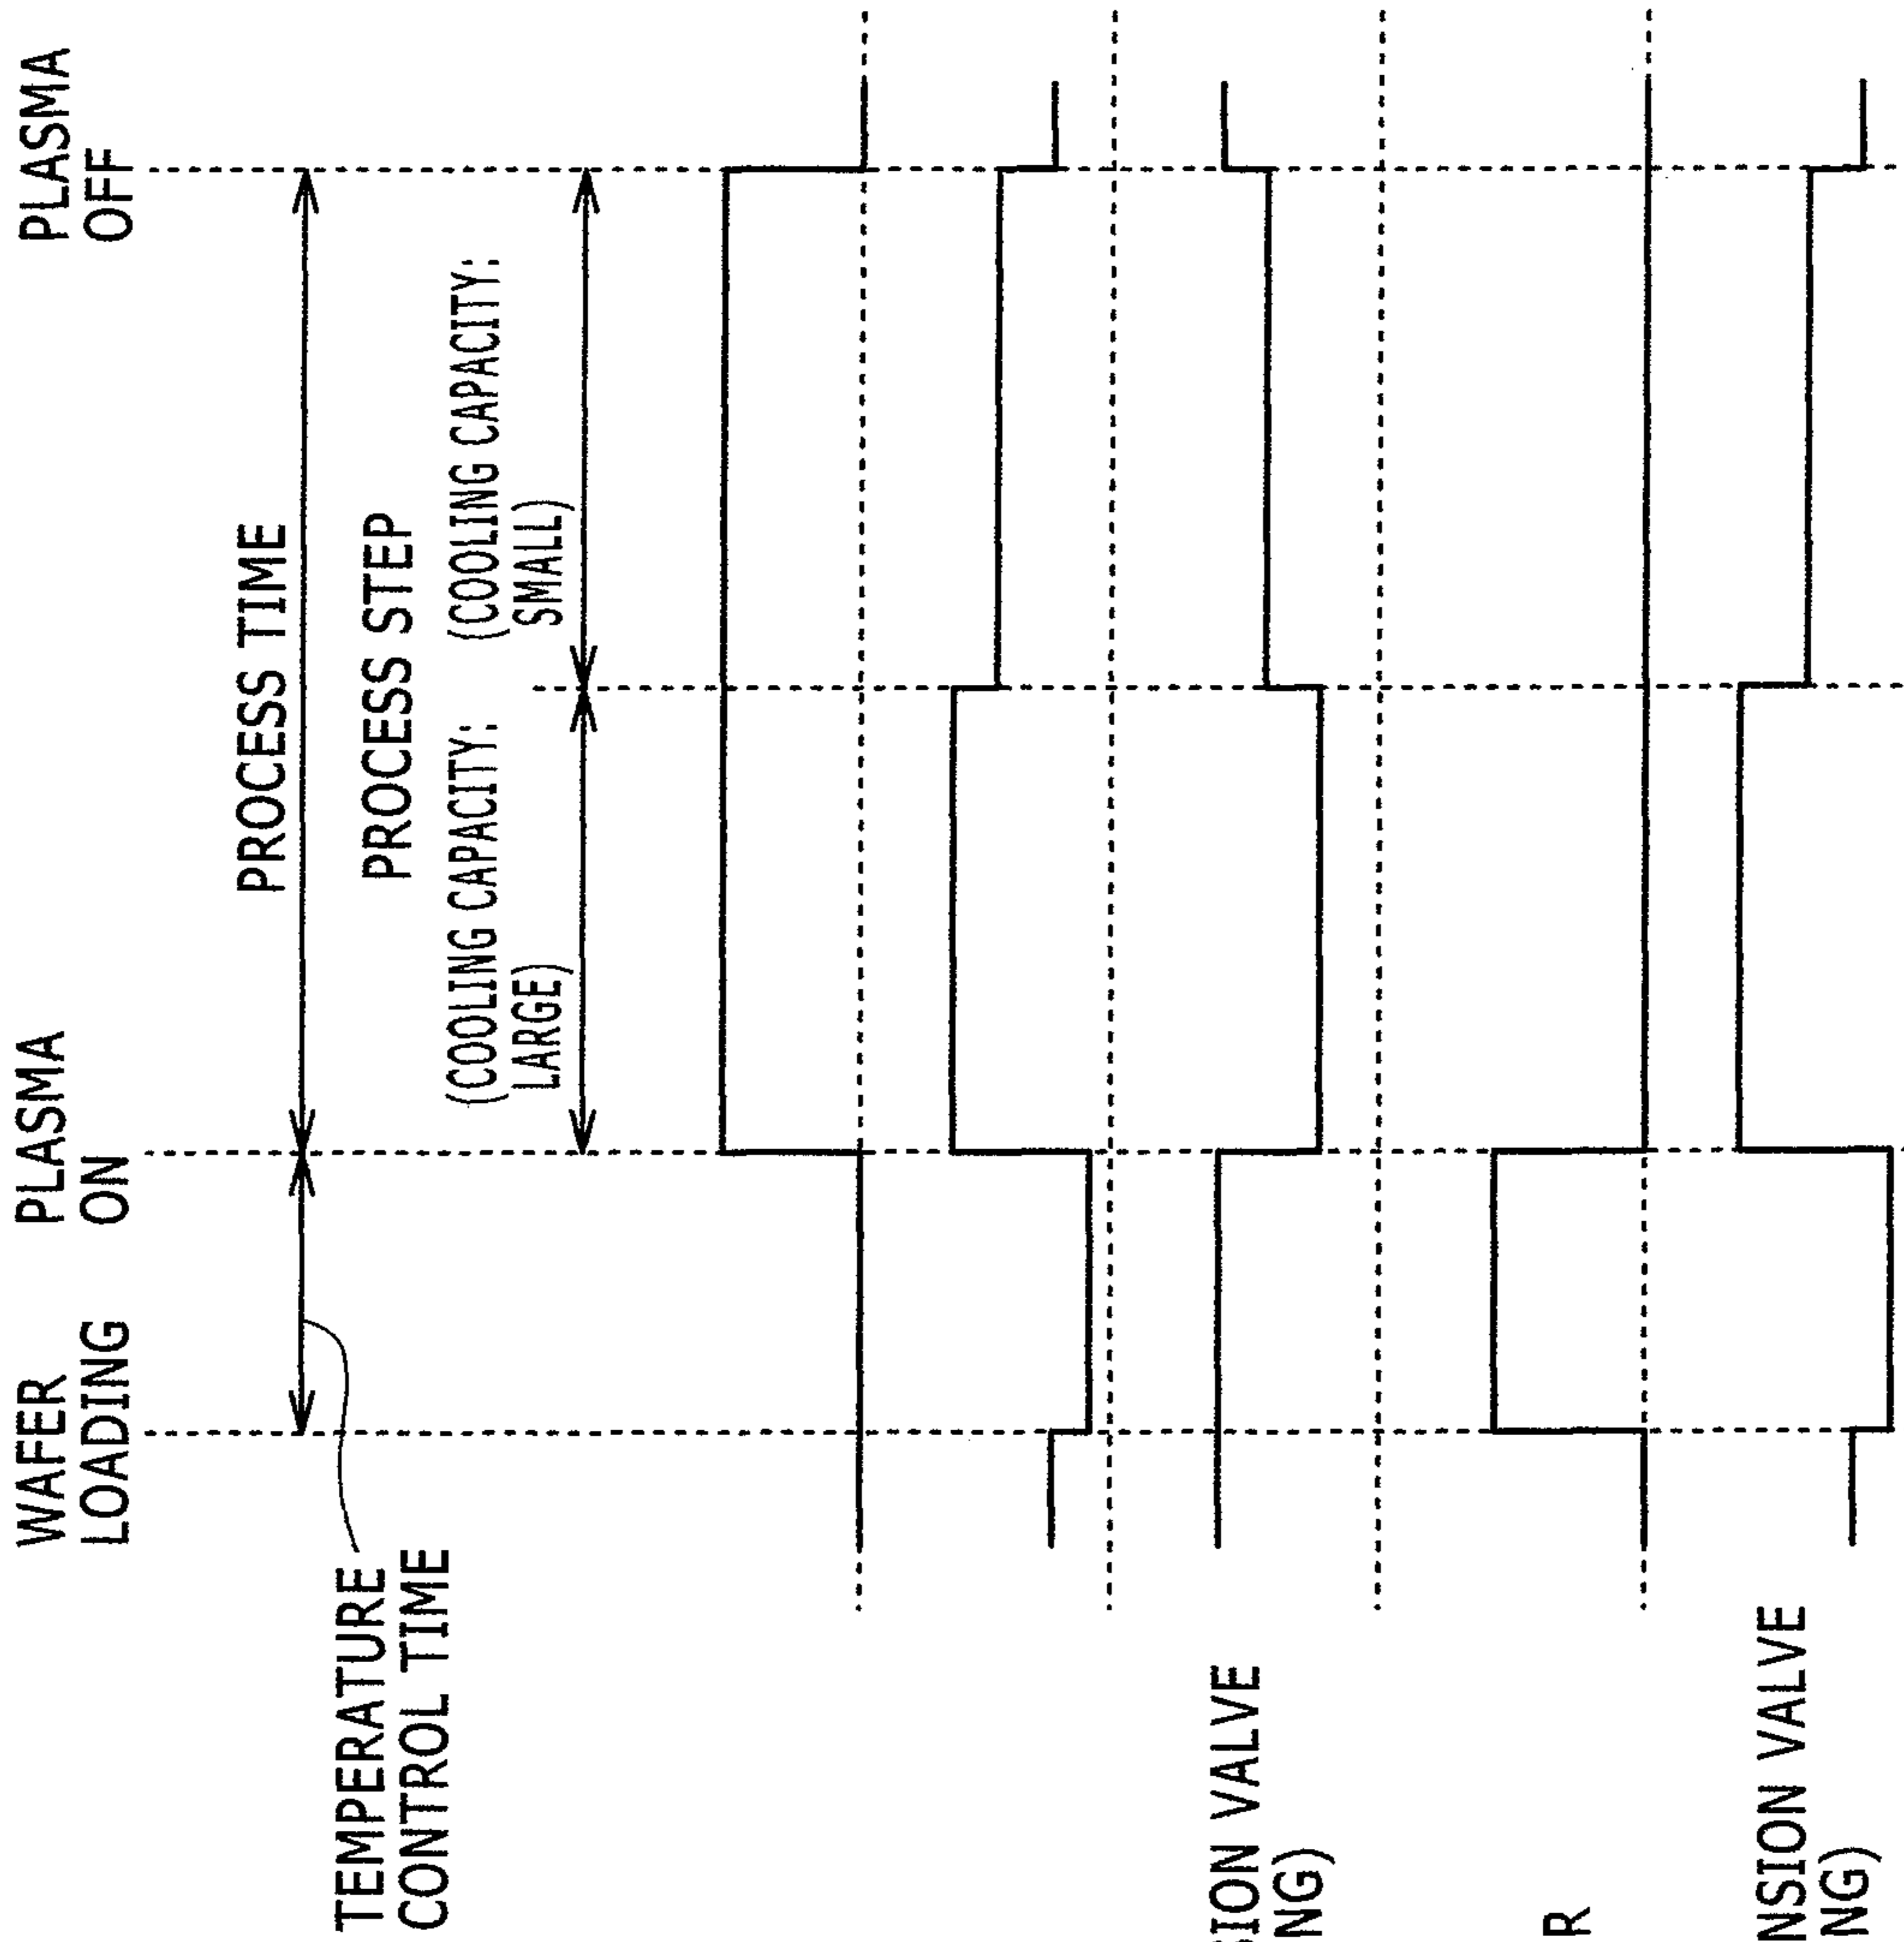 WAFER
LOADING
PLASMA
ON
PLASMA
OFF
TEMPERATURE
CONTROL TIME
PROCESS TIME
PROCESS STEP
(COOLING CAPACITY:
LARGE)
(COOLING CAPACITY:
SMALL)
SION VALVE
NG)
R
NSION VALVE
NG)